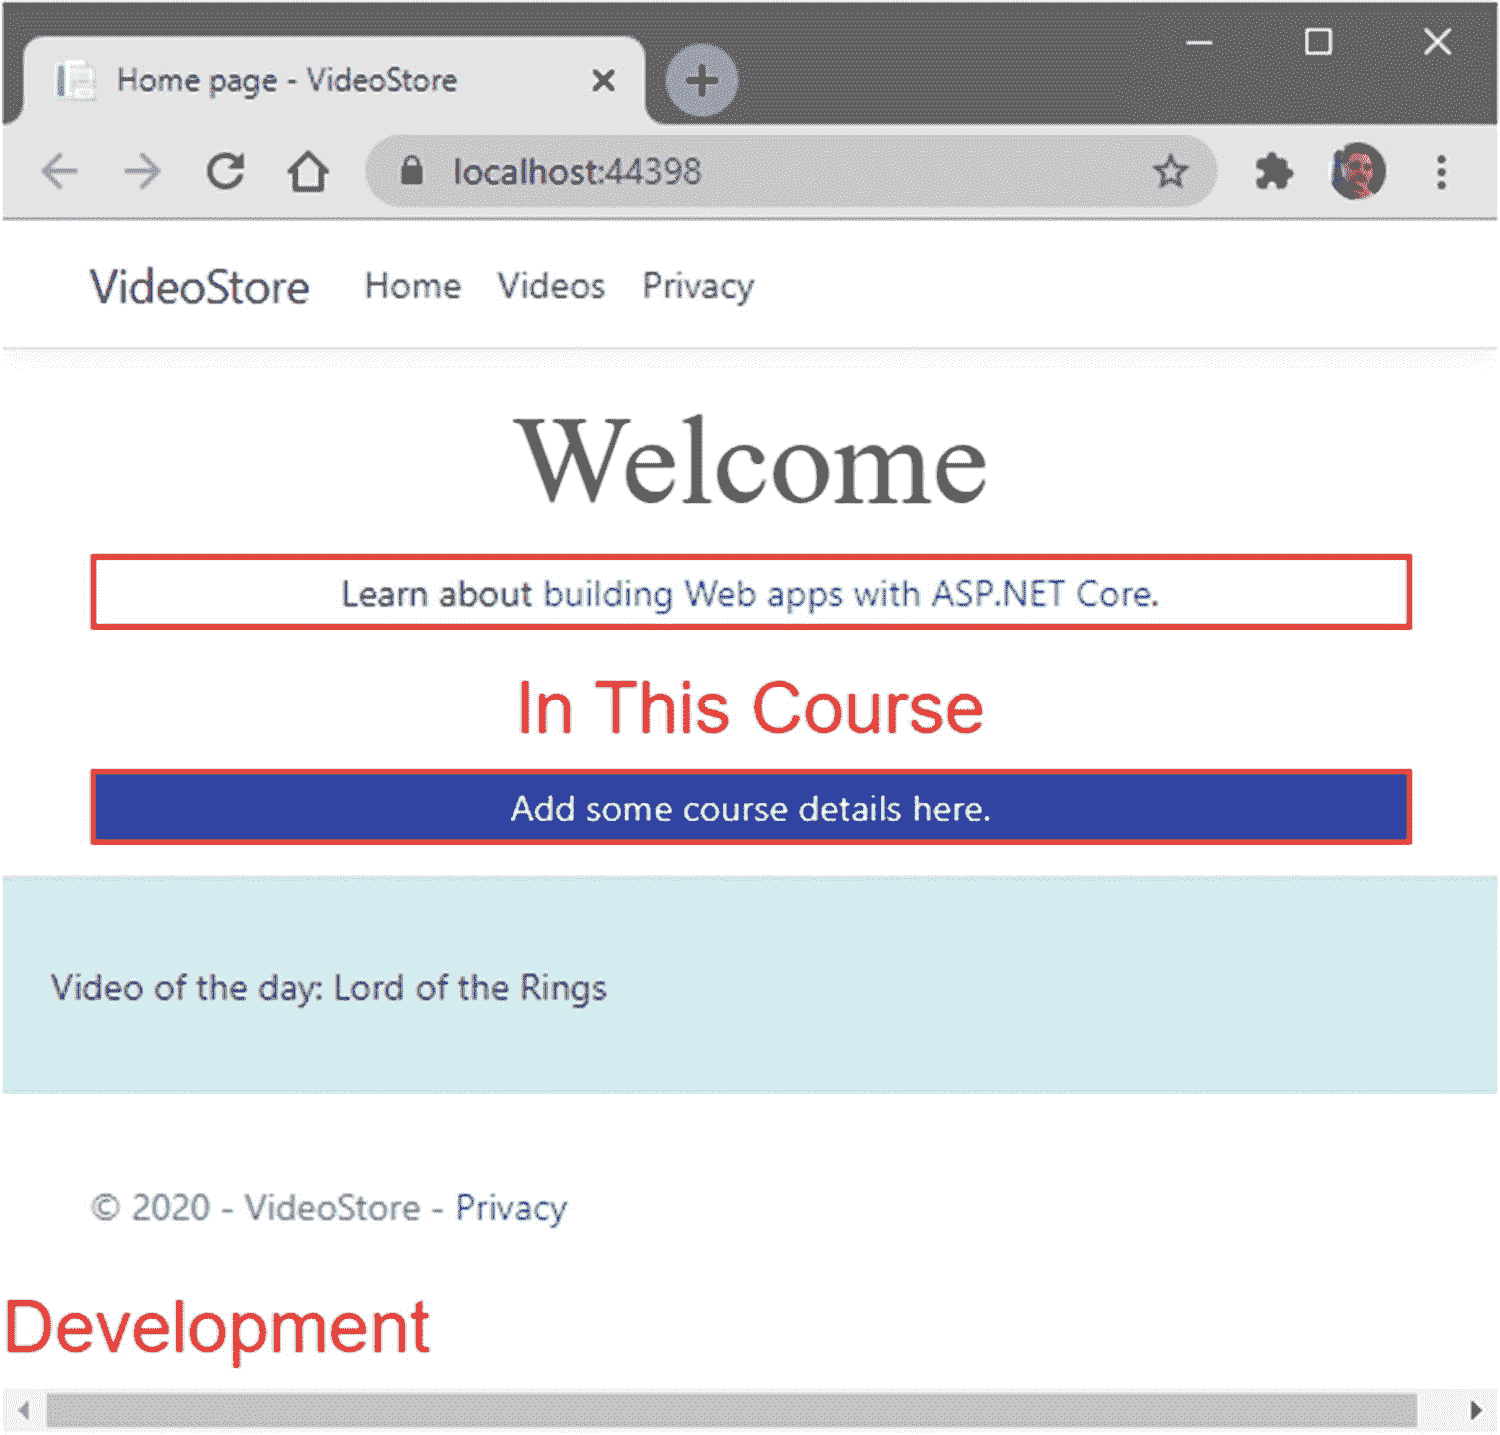 Home page - VideoStore
localhost:44398
VideoStore Home Videos Privacy
Welcome
Learn about building Web apps with ASP.NET Core.
In This Course
Add some course details here.
Video of the day: Lord of the Rings
© 2020 - VideoStore - Privacy
Development